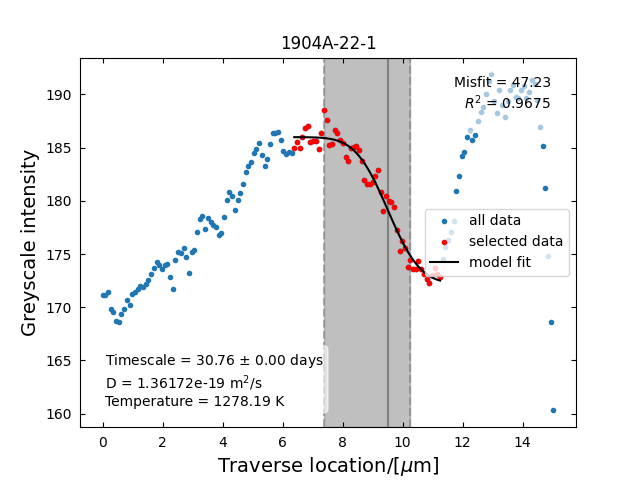 1904A-22-1
Misfit = 47.23
R² = 0.9675
Greyscale intensity
190
185
180
175
170
165
160
all data
selected data
model fit
Timescale = 30.76 ± 0.00 days
D = 1.36172e-19 m²/s
Temperature = 1278.19 K
0 2 4 6 8 10 12 14
Traverse location/[μm]